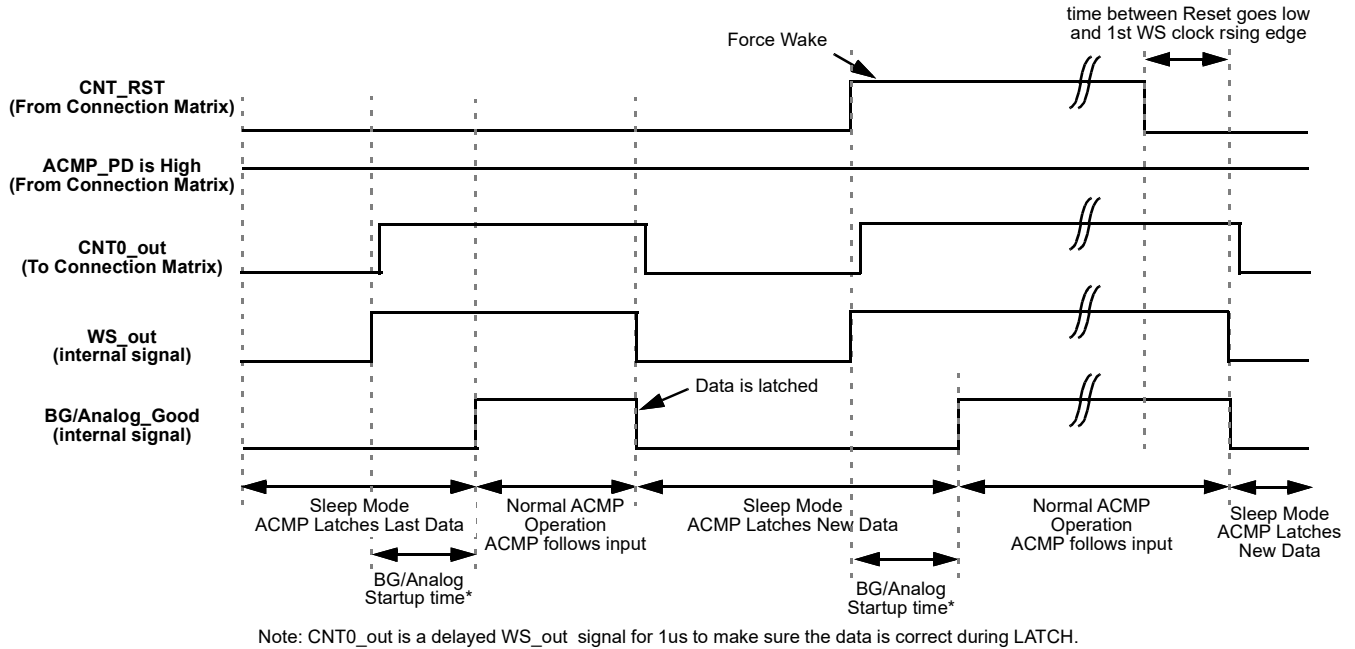 time between Reset goes low
and 1st WS clock rsing edge
Force Wake
CNT_RST
(From Connection Matrix)
ACMP_PD is High
(From Connection Matrix)
CNT0_out
(To Connection Matrix)
WS_out
(internal signal)
Data is latched
BG/Analog_Good
(internal signal)
Sleep Mode
ACMP Latches Last Data
Normal ACMP
Operation
ACMP follows input
Sleep Mode
ACMP Latches New Data
Normal ACMP
Operation
ACMP follows input
Sleep Mode
ACMP Latches
New Data
BG/Analog
Startup time*
BG/Analog
Startup time*
Note: CNT0_out is a delayed WS_out signal for 1us to make sure the data is correct during LATCH.